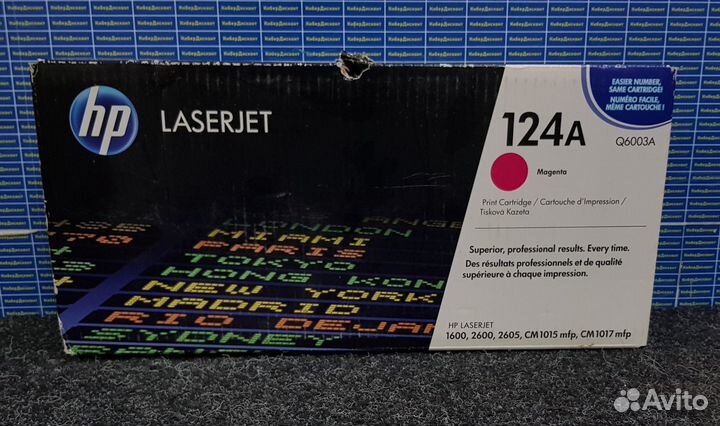 КиберДисконт
hp
LASERJET
EASIER NUMBER,
SAME CARTRIDGE!
NUMÉRO FACILE,
MÊME CARTOUCHE!
124A
Q6003A
Magenta
Print Cartridge / Cartouche d'Impression /
Tisková Kazeta
Superior, professional results. Every time.
Des résultats professionnels et de qualité
supérieure à chaque impression.
HP LASERJET
1600, 2600, 2605, CM1015 mfp, CM1017 mfp
LONDON
MIAMI
PARIS
TOKYO
HONG KONG
NEW YORK
MADRID
RIO DEJAN
Avito